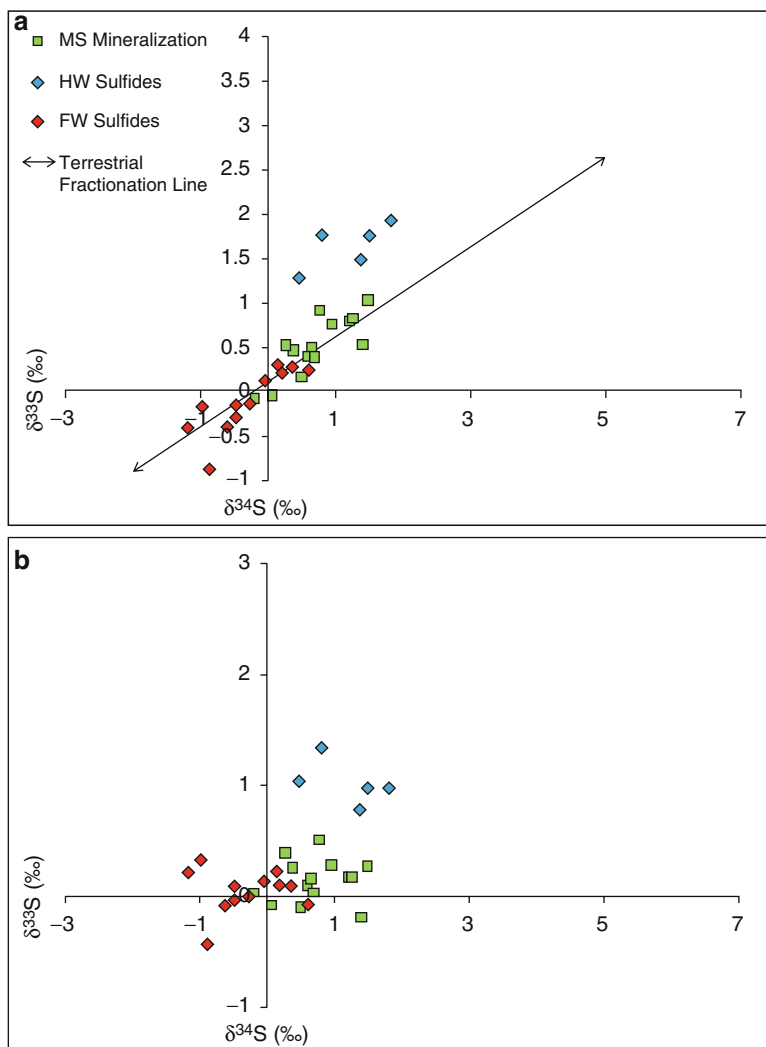 a
MS Mineralization
HW Sulfides
FW Sulfides
Terrestrial
Fractionation Line
4
3.5
3
2.5
2
1.5
1
0.5
0
−0.5
−1
−3
−1
1
3
5
7
δ³³S (‰)
δ³⁴S (‰)
b
3
2
1
0
−1
−3
−1
1
3
5
7
δ³³S (‰)
δ³⁴S (‰)